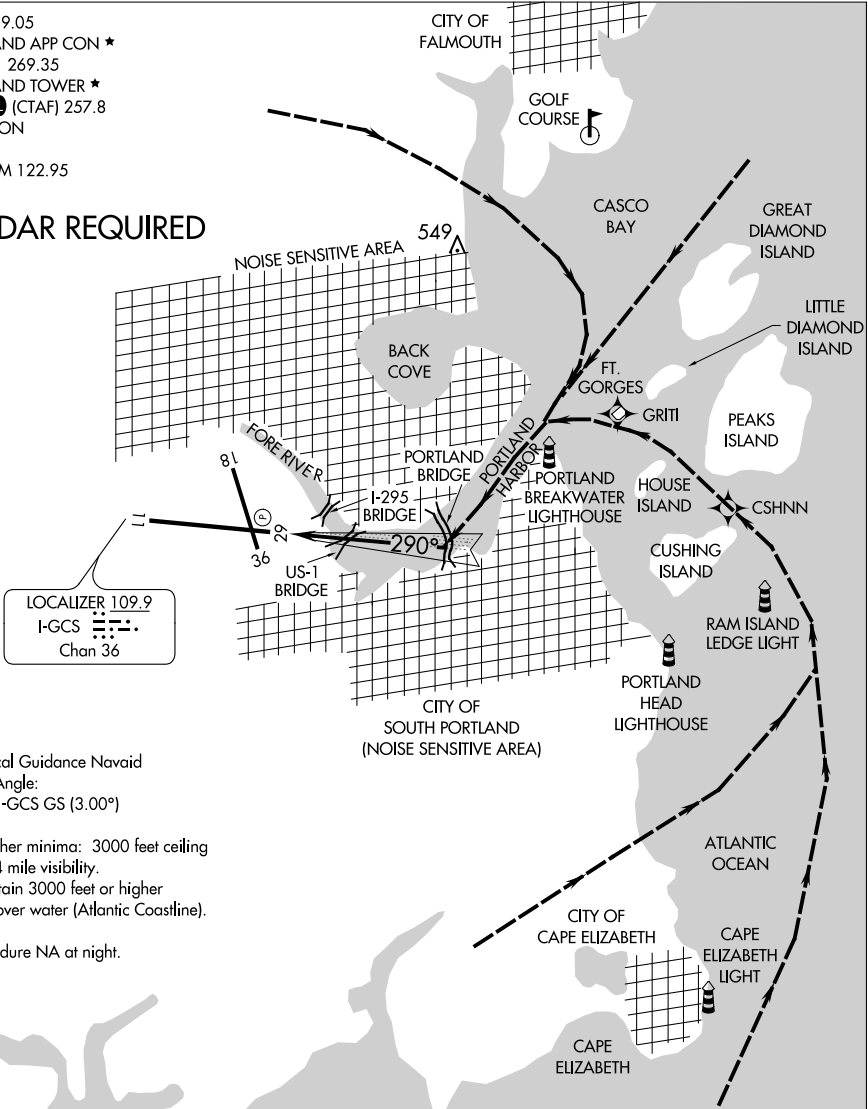 9.05
AND APP CON ★
269.35
AND TOWER ★
(CTAF) 257.8
ON
M 122.95
DAR REQUIRED
CITY OF
FALMOUTH
GOLF
COURSE
CASCO
BAY
GREAT
DIAMOND
ISLAND
NOISE SENSITIVE AREA
549
LITTLE
DIAMOND
ISLAND
BACK
COVE
FT.
GORGES
GRITI
PEAKS
ISLAND
FORE RIVER
PORTLAND
HARBOR
PORTLAND
BRIDGE
I-295
BRIDGE
PORTLAND
BREAKWATER
LIGHTHOUSE
HOUSE
ISLAND
CSHNN
CUSHING
ISLAND
18
11
P
29
36
290°
US-1
BRIDGE
LOCALIZER 109.9
I-GCS
Chan 36
RAM ISLAND
LEDGE LIGHT
PORTLAND
HEAD
LIGHTHOUSE
CITY OF
SOUTH PORTLAND
(NOISE SENSITIVE AREA)
cal Guidance Navaid
Angle:
I-GCS GS (3.00°)
ther minima: 3000 feet ceiling
4 mile visibility.
tain 3000 feet or higher
over water (Atlantic Coastline).
dure NA at night.
ATLANTIC
OCEAN
CITY OF
CAPE ELIZABETH
CAPE
ELIZABETH
LIGHT
CAPE
ELIZABETH